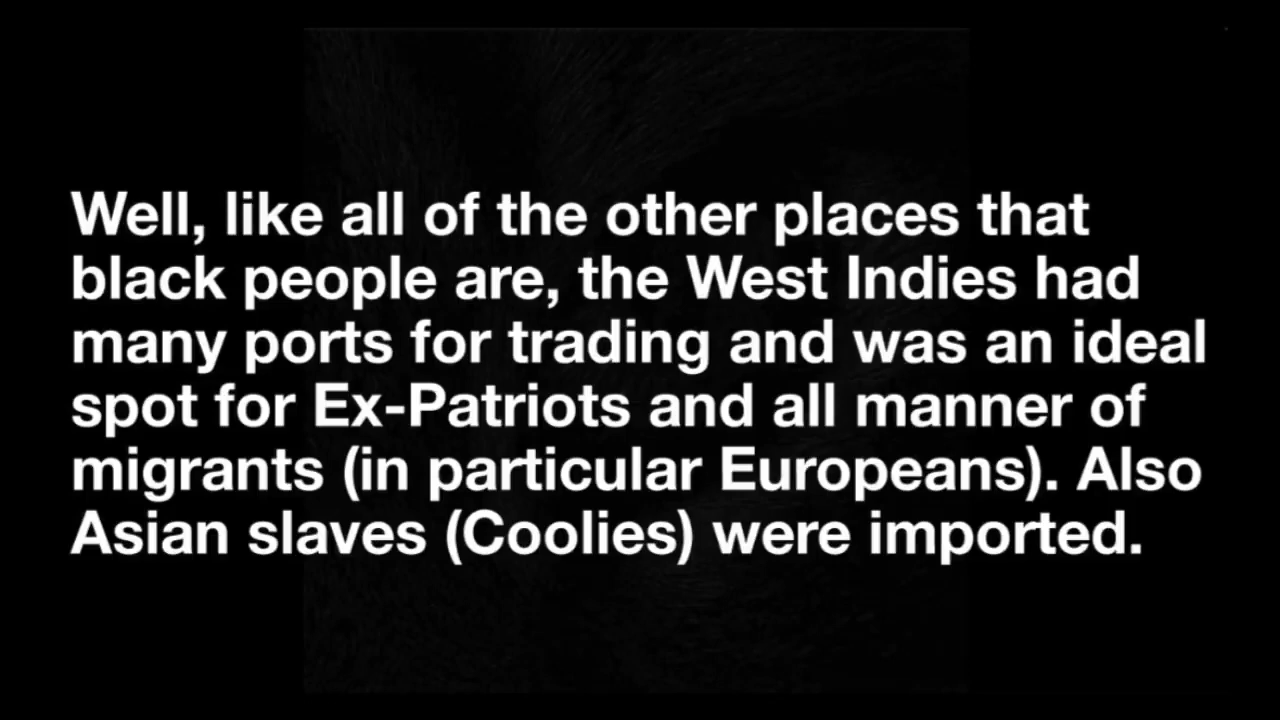 Well, like all of the other places that
black people are, the West Indies had
many ports for trading and was an ideal
spot for Ex-Patriots and all manner of
migrants (in particular Europeans). Also
Asian slaves (Coolies) were imported.